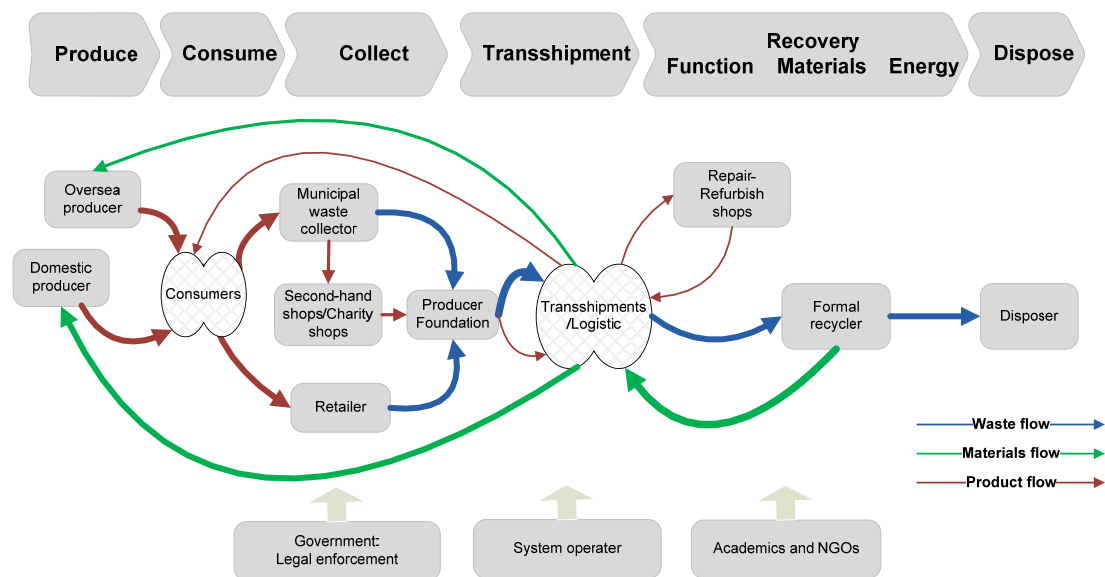 Produce
Consume
Collect
Transshipment
Recovery
Function Materials Energy
Dispose
Oversea
producer
Domestic
producer
Consumers
Municipal
waste
collector
Second-hand
shops/Charity
shops
Retailer
Producer
Foundation
Transshipments
/Logistic
Repair-
Refurbish
shops
Formal
recycler
Disposer
Waste flow
Materials flow
Product flow
Government:
Legal enforcement
System operater
Academics and NGOs